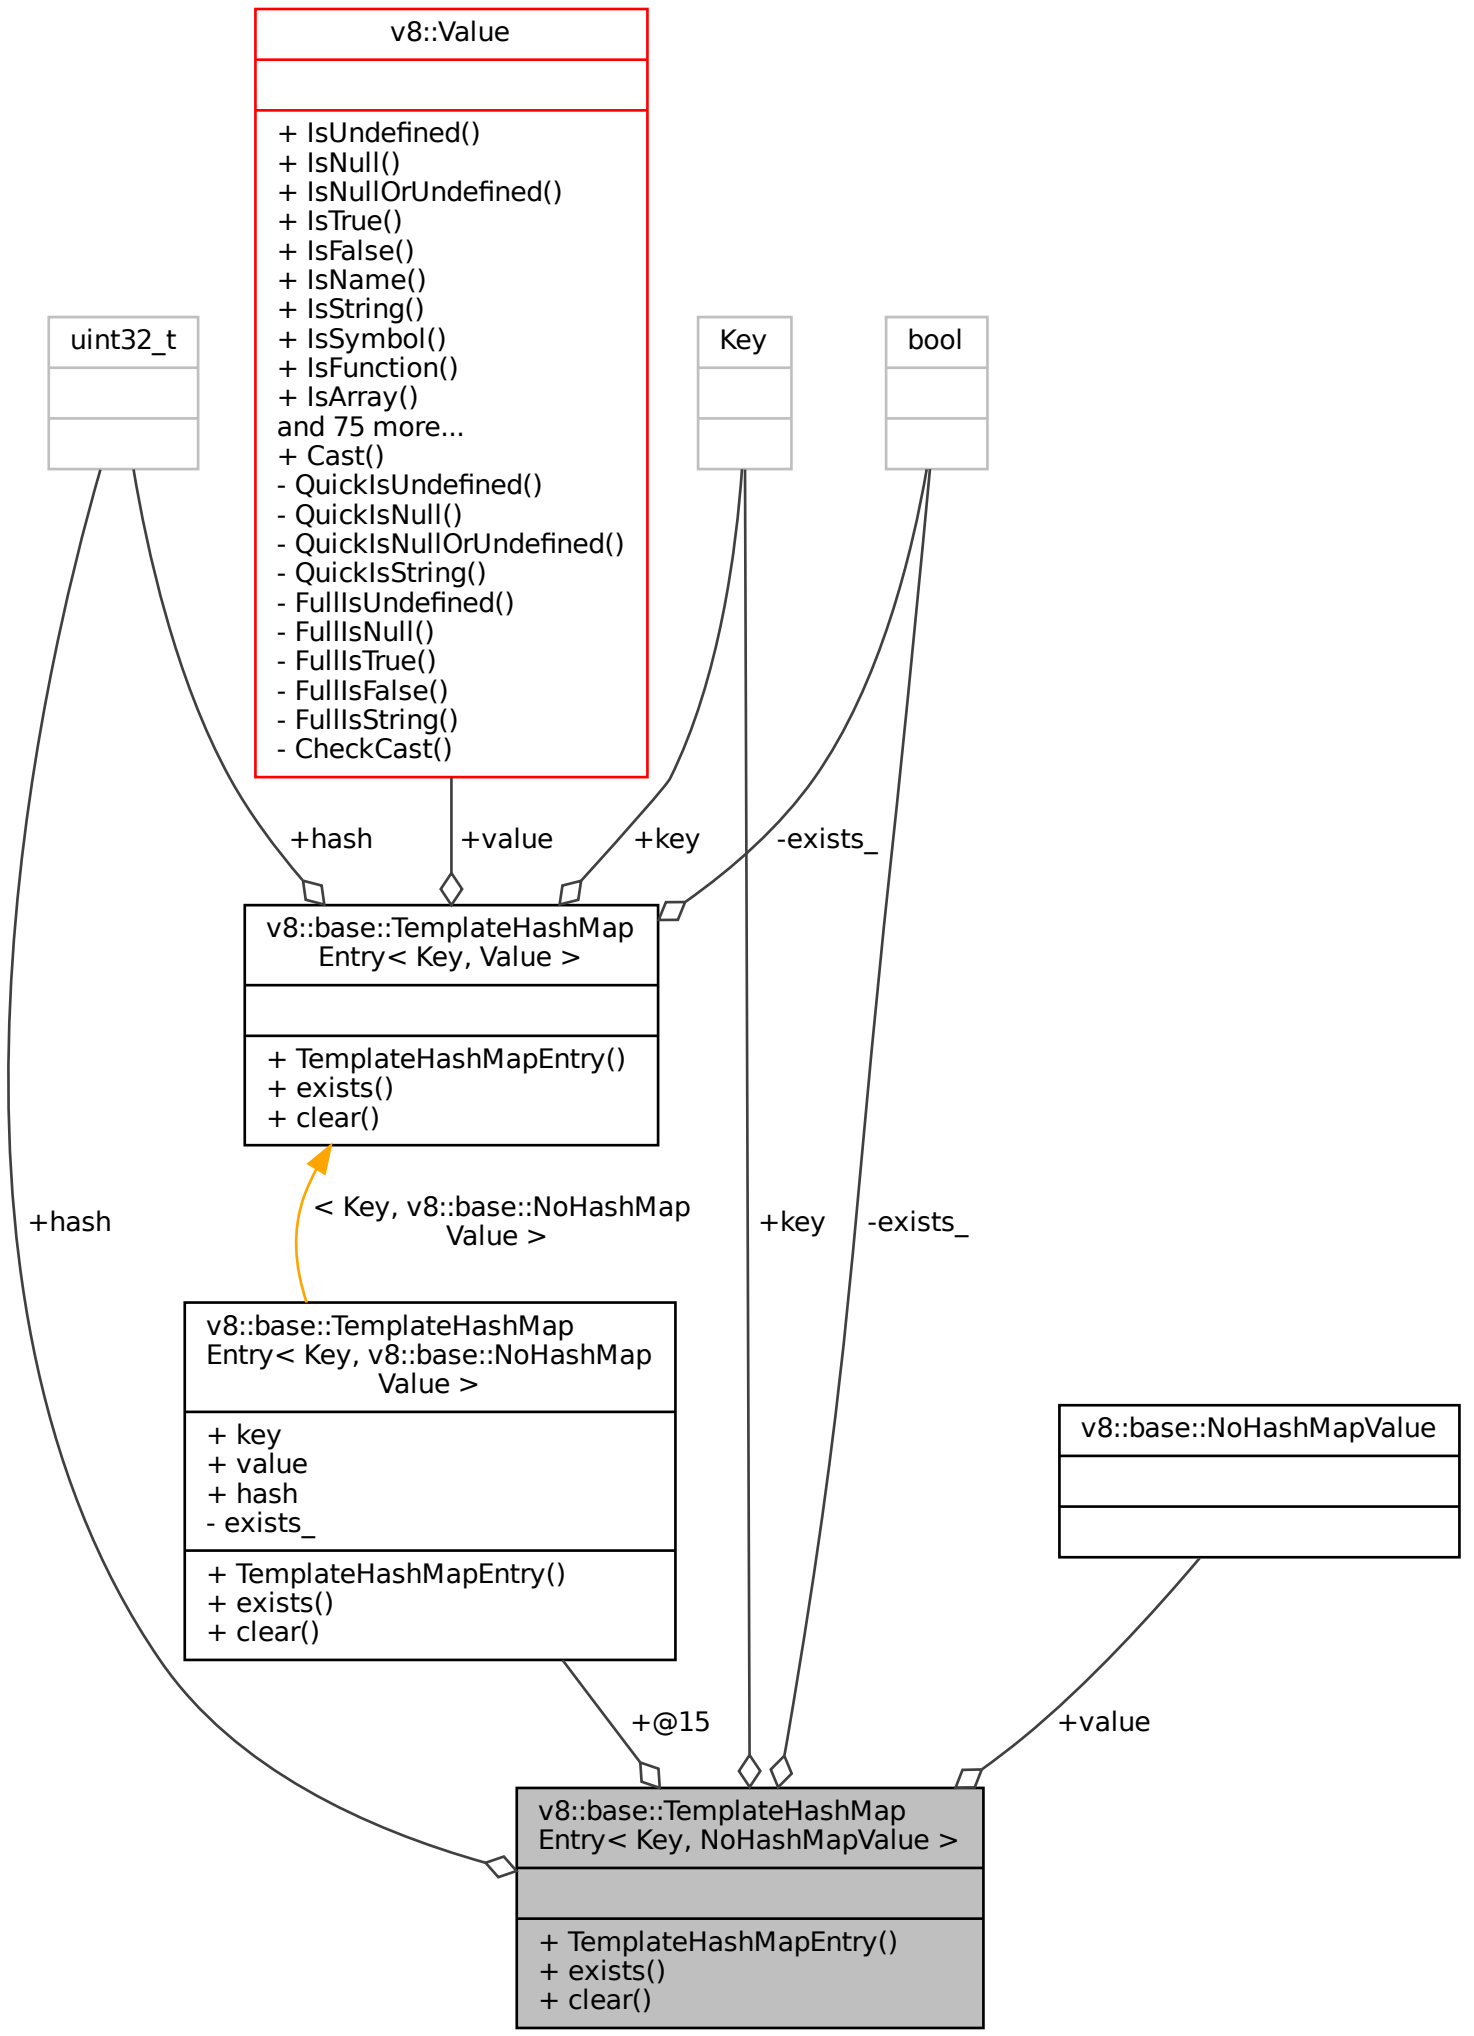 v8::Value
+ IsUndefined()
+ IsNull()
+ IsNullOrUndefined()
+ IsTrue()
+ IsFalse()
+ IsName()
+ IsString()
+ IsSymbol()
+ IsFunction()
+ IsArray()
and 75 more...
+ Cast()
- QuickIsUndefined()
- QuickIsNull()
- QuickIsNullOrUndefined()
- QuickIsString()
- FullIsUndefined()
- FullIsNull()
- FullIsTrue()
- FullIsFalse()
- FullIsString()
- CheckCast()
uint32_t
Key
bool
+hash
+value
+key
-exists_
v8::base::TemplateHashMap
Entry< Key, Value >
+ TemplateHashMapEntry()
+ exists()
+ clear()
< Key, v8::base::NoHashMap
Value >
+hash
+key
-exists_
v8::base::TemplateHashMap
Entry< Key, v8::base::NoHashMap
Value >
+ key
+ value
+ hash
- exists_
+ TemplateHashMapEntry()
+ exists()
+ clear()
v8::base::NoHashMapValue
+@15
+value
v8::base::TemplateHashMap
Entry< Key, NoHashMapValue >
+ TemplateHashMapEntry()
+ exists()
+ clear()